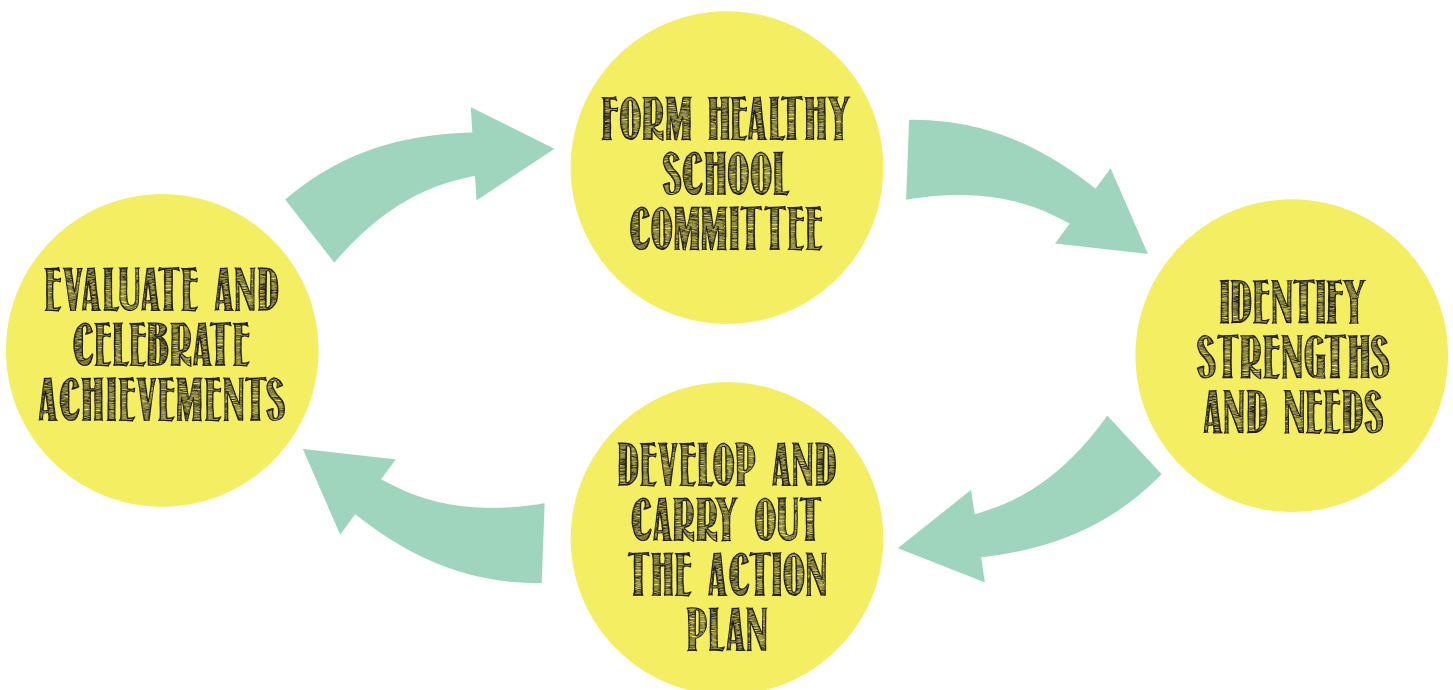 FORM HEALTHY
SCHOOL
COMMITTEE
IDENTIFY
STRENGTHS
AND NEEDS
DEVELOP AND
CARRY OUT
THE ACTION
PLAN
EVALUATE AND
CELEBRATE
ACHIEVEMENTS